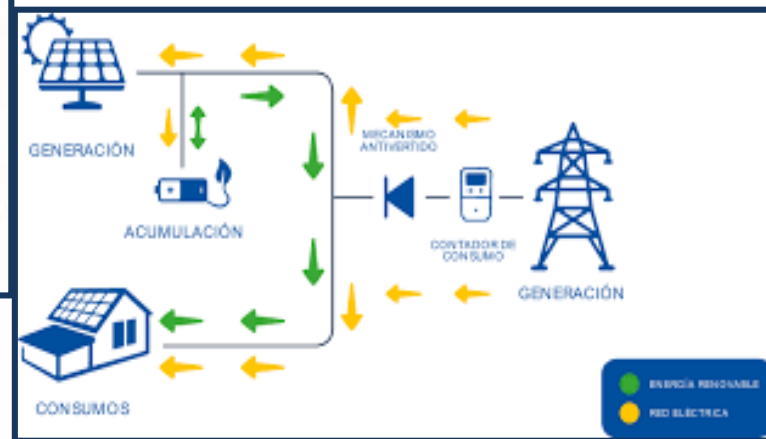 GENERACIÓN
ACUMULACIÓN
MECANISMO
ANTIVERTIDO
CONTADOR DE
CONSUMO
GENERACIÓN
CONSUMOS
ENERGÍA RENOVABLE
RED ELÉCTRICA